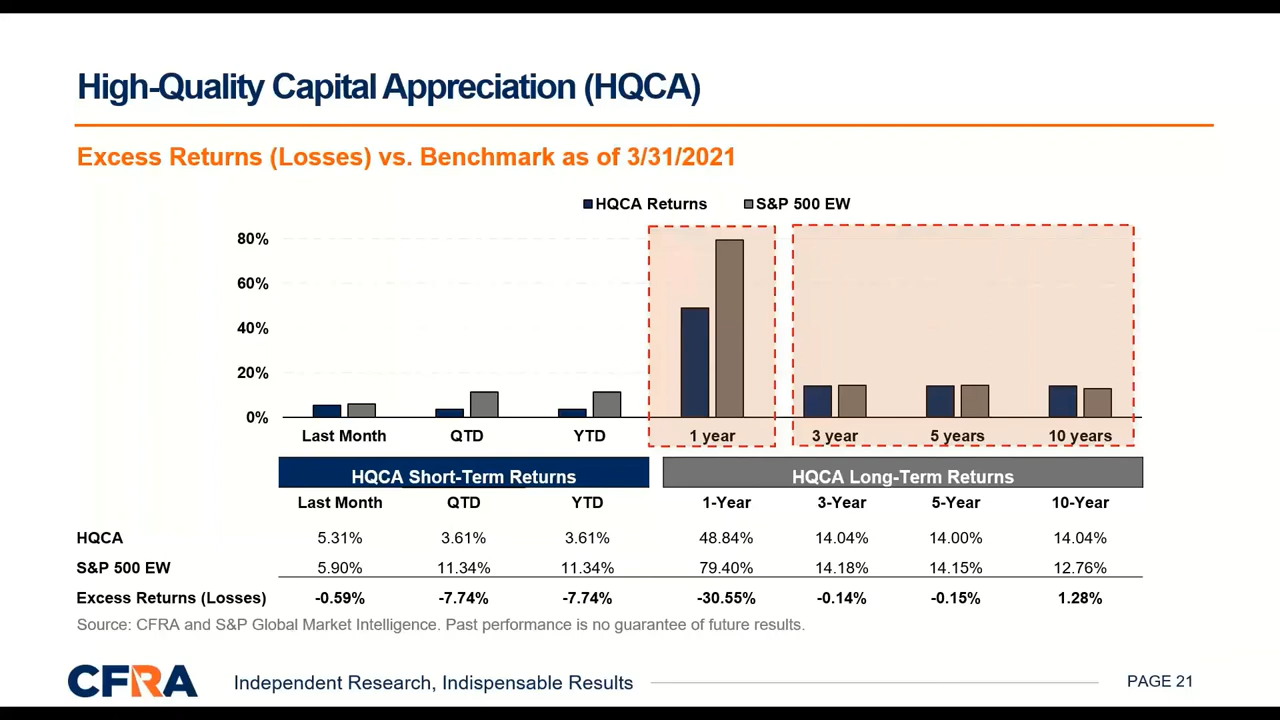 High-Quality Capital Appreciation (HQCA)
Excess Returns (Losses) vs. Benchmark as of 3/31/2021
HQCA Returns S&P 500 EW
80%
60%
40%
20%
0%
Last Month QTD YTD 1 year 3 year 5 years 10 years
HQCA Short-Term Returns HQCA Long-Term Returns
Last Month QTD YTD 1-Year 3-Year 5-Year 10-Year
HQCA 5.31% 3.61% 3.61% 48.84% 14.04% 14.00% 14.04%
S&P 500 EW 5.90% 11.34% 11.34% 79.40% 14.18% 14.15% 12.76%
Excess Returns (Losses) -0.59% -7.74% -7.74% -30.55% -0.14% -0.15% 1.28%
Source: CFRA and S&P Global Market Intelligence. Past performance is no guarantee of future results.
CFRA Independent Research, Indispensable Results PAGE 21